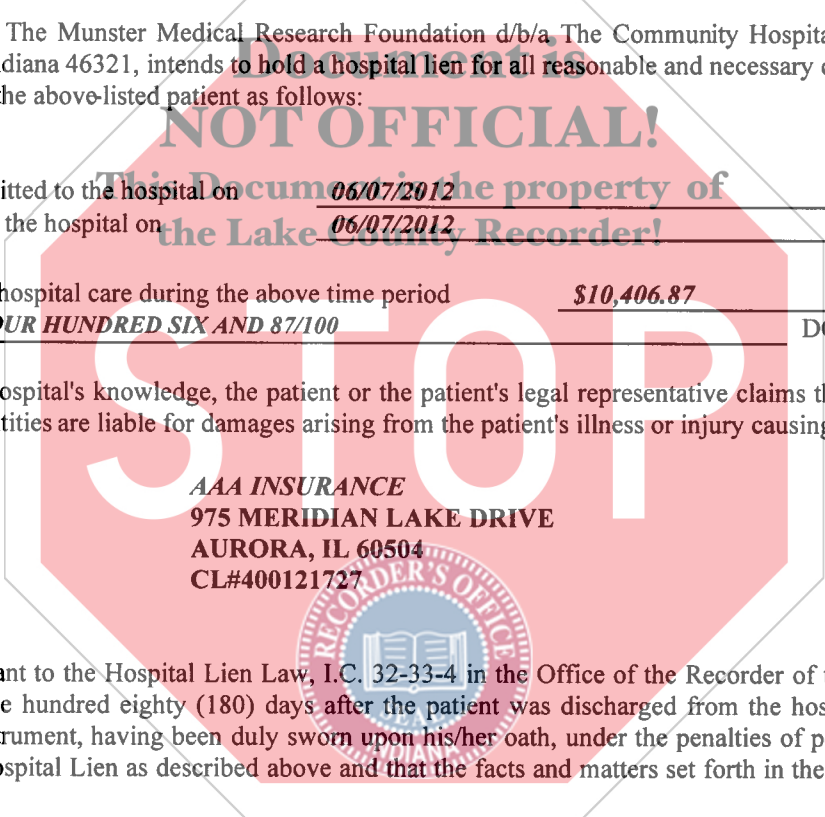 The Munster Medical Research Foundation d/b/a The Community Hospita
diana 46321, intends to hold a hospital lien for all reasonable and necessary
the above-listed patient as follows:
Document is
NOT OFFICIAL!
This Document is the property of
the Lake County Recorder!
itted to the hospital on 06/07/2012
the hospital on 06/07/2012
hospital care during the above time period $10,406.87
OUR HUNDRED SIX AND 87/100 DO
STOP
ospital's knowledge, the patient or the patient's legal representative claims th
tities are liable for damages arising from the patient's illness or injury causing
AAA INSURANCE
975 MERIDIAN LAKE DRIVE
AURORA, IL 60504
CL#400121727
RECORDER'S OFFICE
SEAL
INDIANA
ant to the Hospital Lien Law, I.C. 32-33-4 in the Office of the Recorder of
e hundred eighty (180) days after the patient was discharged from the hos
rument, having been duly sworn upon his/her oath, under the penalties of p
ospital Lien as described above and that the facts and matters set forth in the